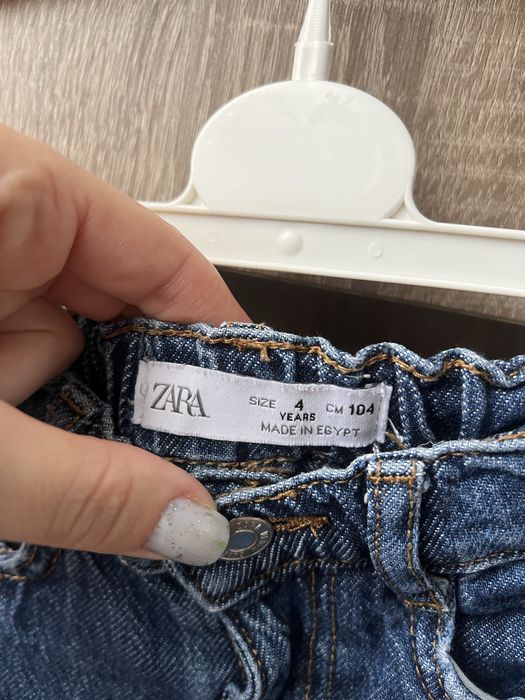 ZARA
SIZE 4 CM 104
YEARS
MADE IN EGYPT